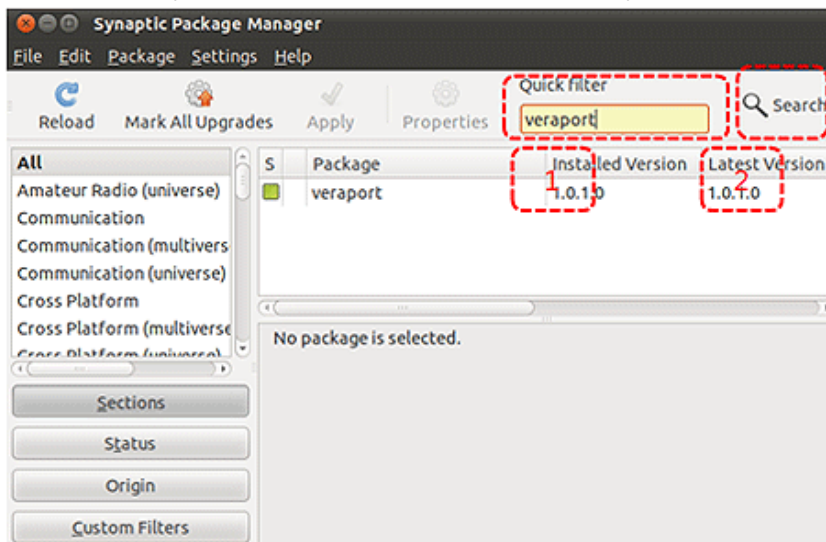 Synaptic Package Manager
File Edit Package Settings Help
Reload Mark All Upgrades Apply Properties Quick filter Search
veraport
All
Amateur Radio (universe)
Communication
Communication (multivers
Communication (universe)
Cross Platform
Cross Platform (multiverse
Cross Platform (universe)
Sections
Status
Origin
Custom Filters
S Package Installed Version Latest Version
veraport 1.0.1.0 1.0.1.0
1 2
No package is selected.